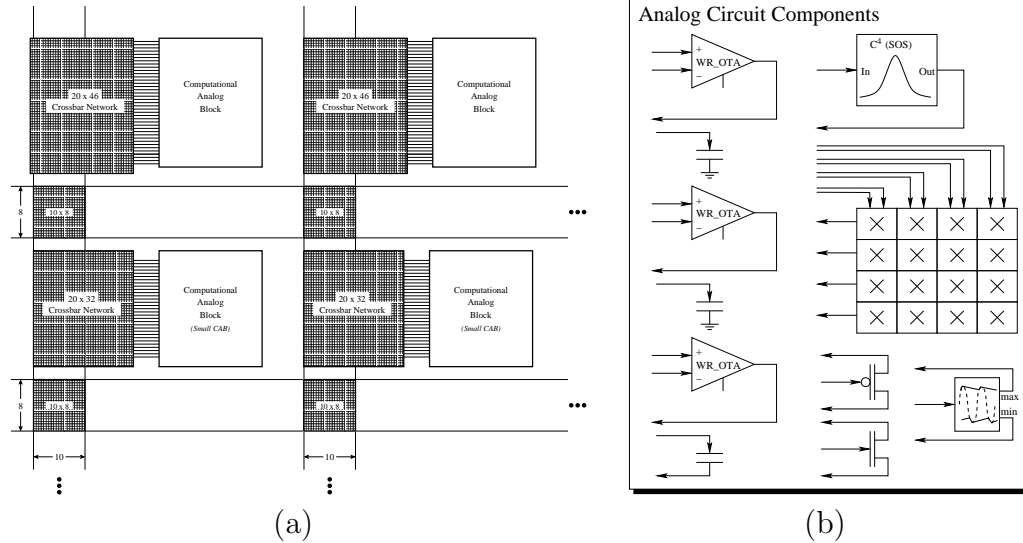 20 x 46
Crossbar Network
Computational
Analog
Block
20 x 46
Crossbar Network
Computational
Analog
Block
8
10 x 8
10 x 8
•••
20 x 32
Crossbar Network
Computational
Analog
Block
(Small CAB)
20 x 32
Crossbar Network
Computational
Analog
Block
(Small CAB)
8
10 x 8
10 x 8
•••
10
10
(a)
Analog Circuit Components
+
WR_OTA
−
C⁴ (SOS)
In
Out
+
WR_OTA
−
+
WR_OTA
−
max
min
(b)